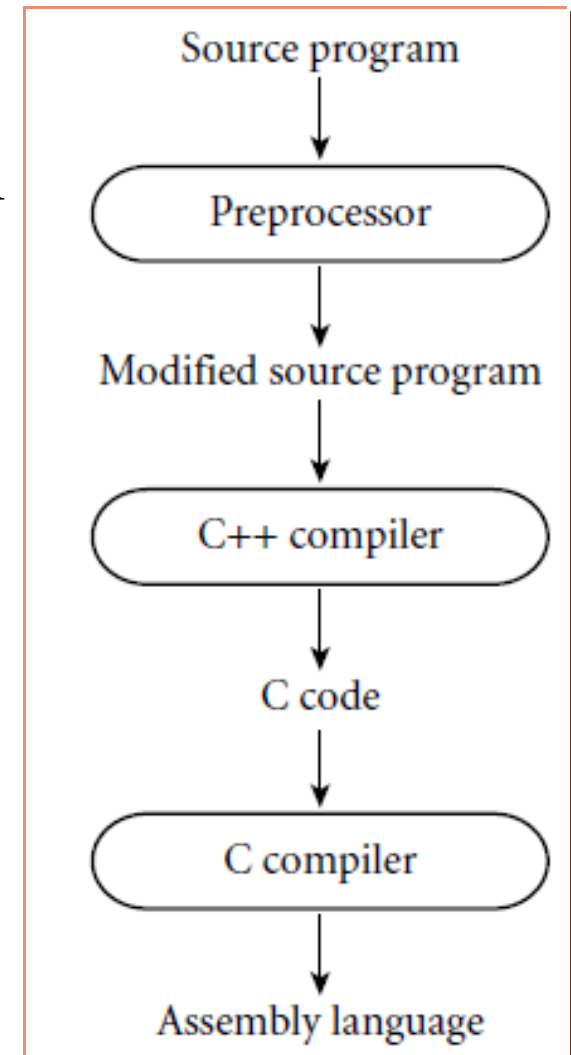 Source program
Preprocessor
Modified source program
C++ compiler
C code
C compiler
Assembly language